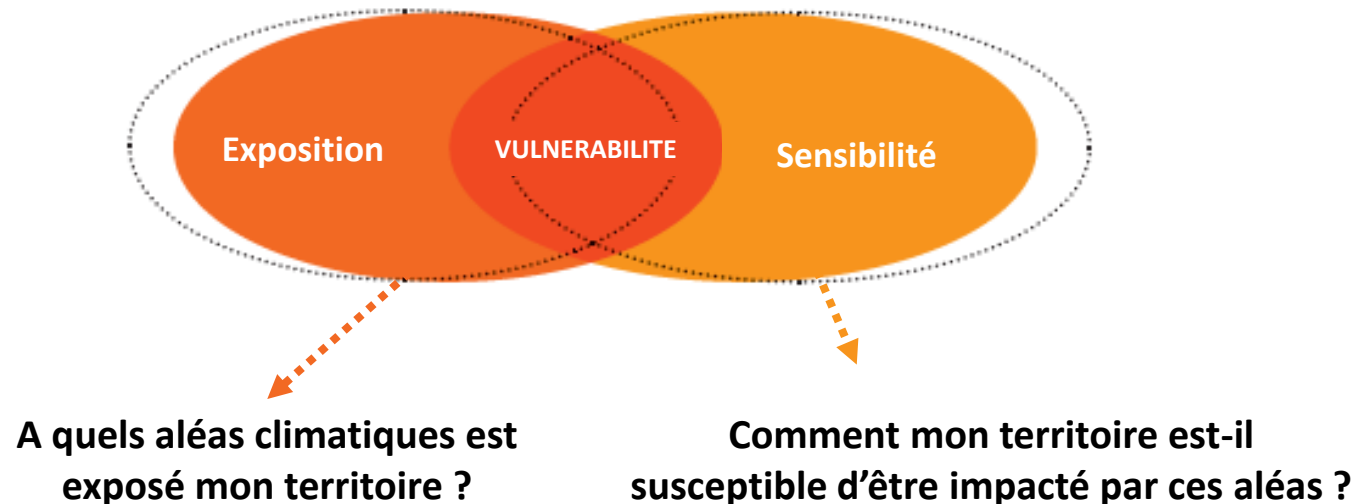 Exposition
VULNERABILITE
Sensibilité
A quels aléas climatiques est
exposé mon territoire ?
Comment mon territoire est-il
susceptible d’être impacté par ces aléas ?